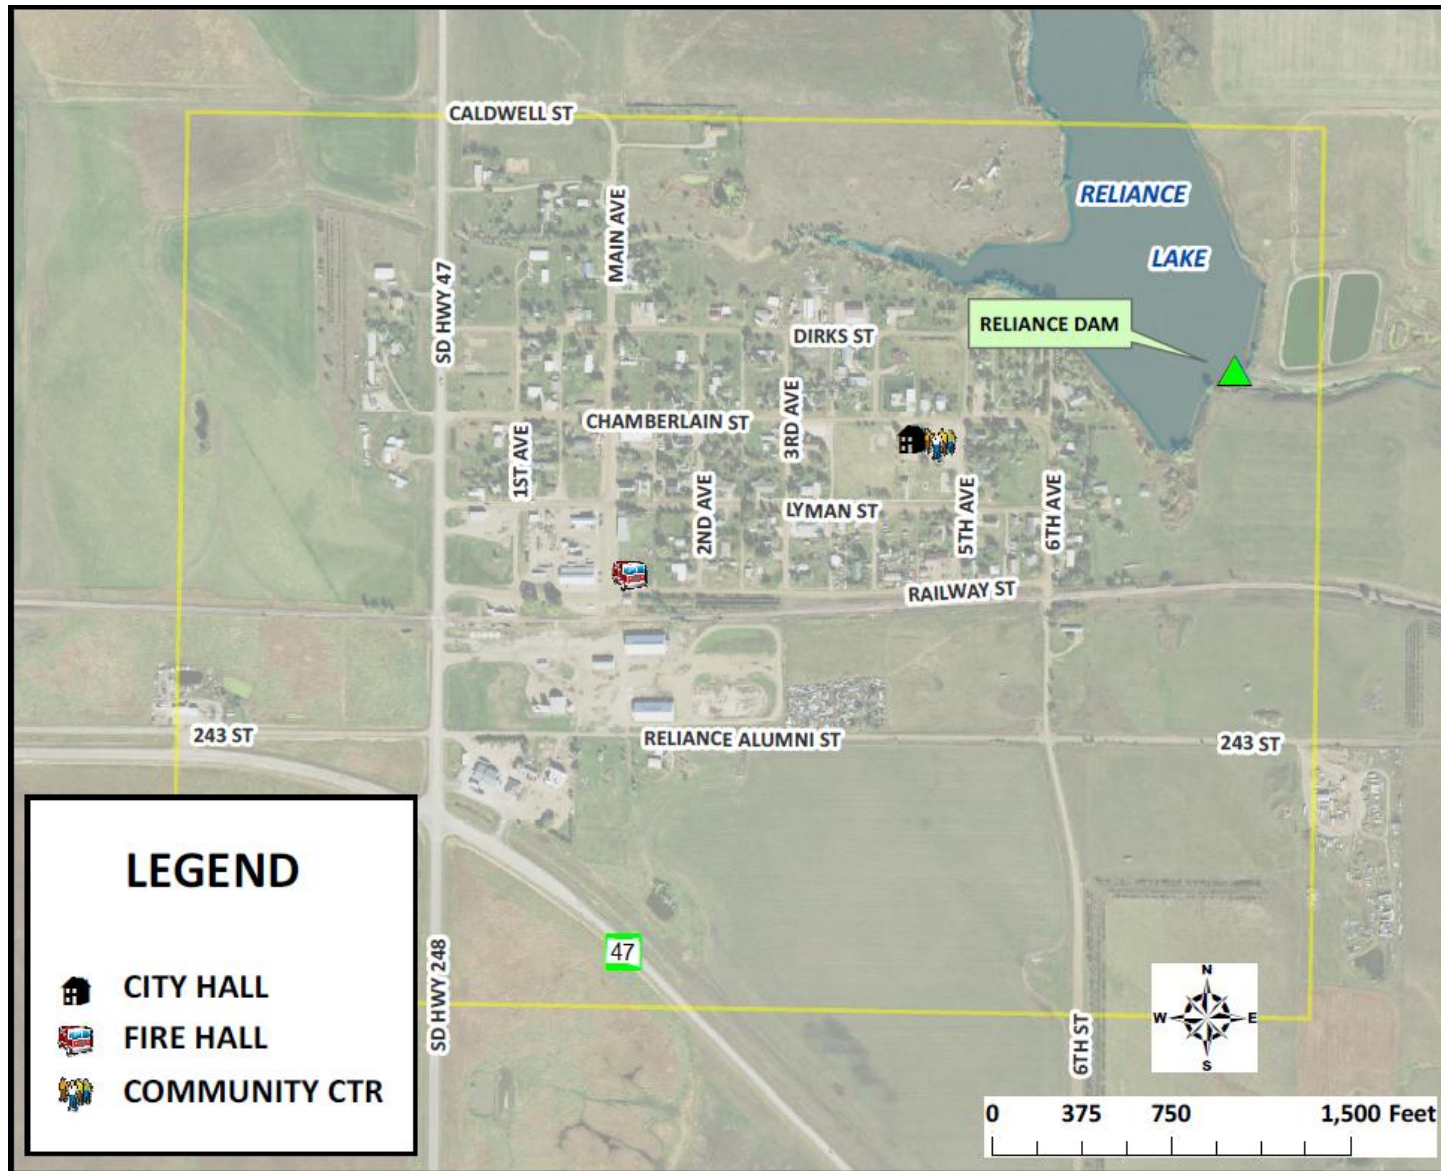 CALDWELL ST
MAIN AVE
RELIANCE
LAKE
SD HWY 47
RELIANCE DAM
DIRKS ST
CHAMBERLAIN ST
3RD AVE
1ST AVE
2ND AVE
LYMAN ST
5TH AVE
6TH AVE
RAILWAY ST
243 ST
RELIANCE ALUMNI ST
243 ST
LEGEND
CITY HALL
FIRE HALL
COMMUNITY CTR
SD HWY 248
47
6TH ST
N
W E
S
0 375 750 1,500 Feet